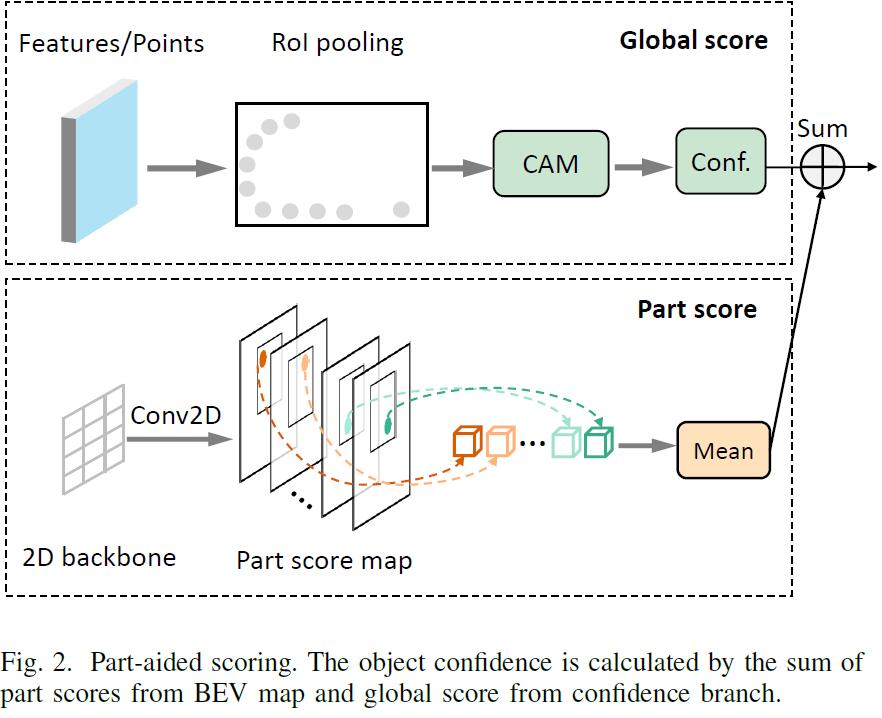 Features/Points
RoI pooling
Global score
CAM
Conf.
Sum
Part score
Conv2D
Mean
2D backbone
Part score map
Fig. 2. Part-aided scoring. The object confidence is calculated by the sum of
part scores from BEV map and global score from confidence branch.